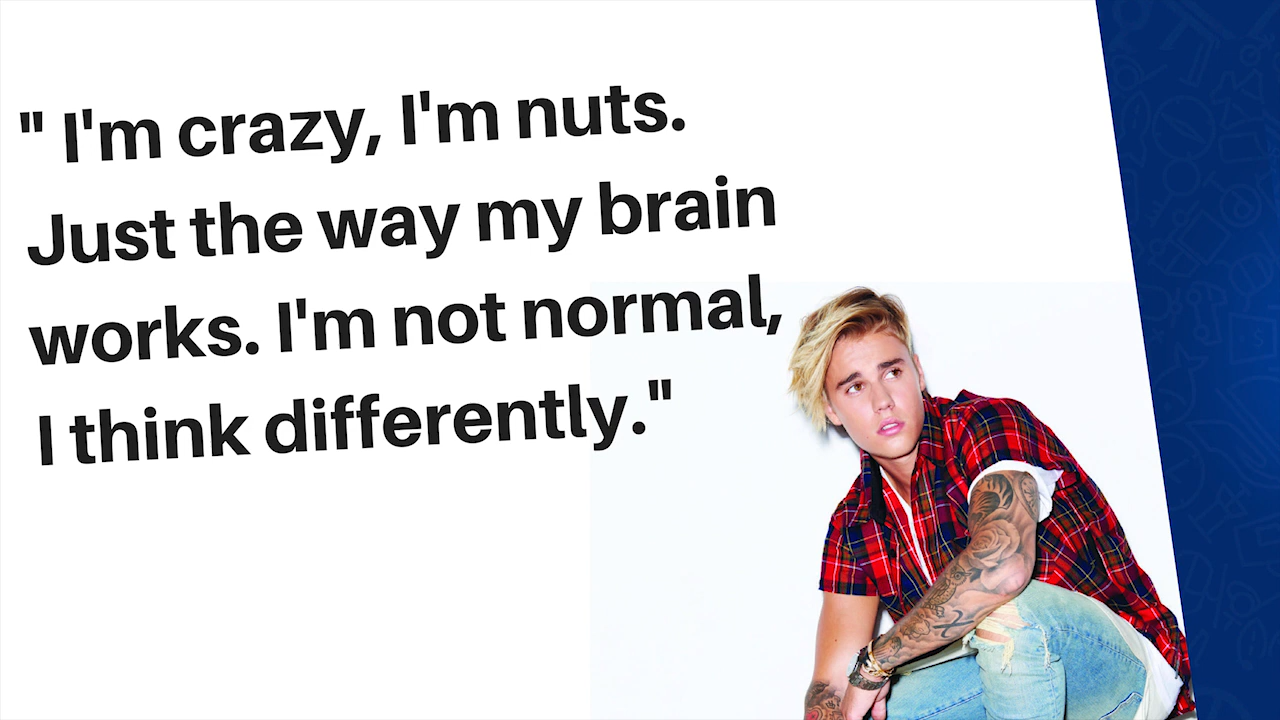 " I'm crazy, I'm nuts.
Just the way my brain
works. I'm not normal,
I think differently."